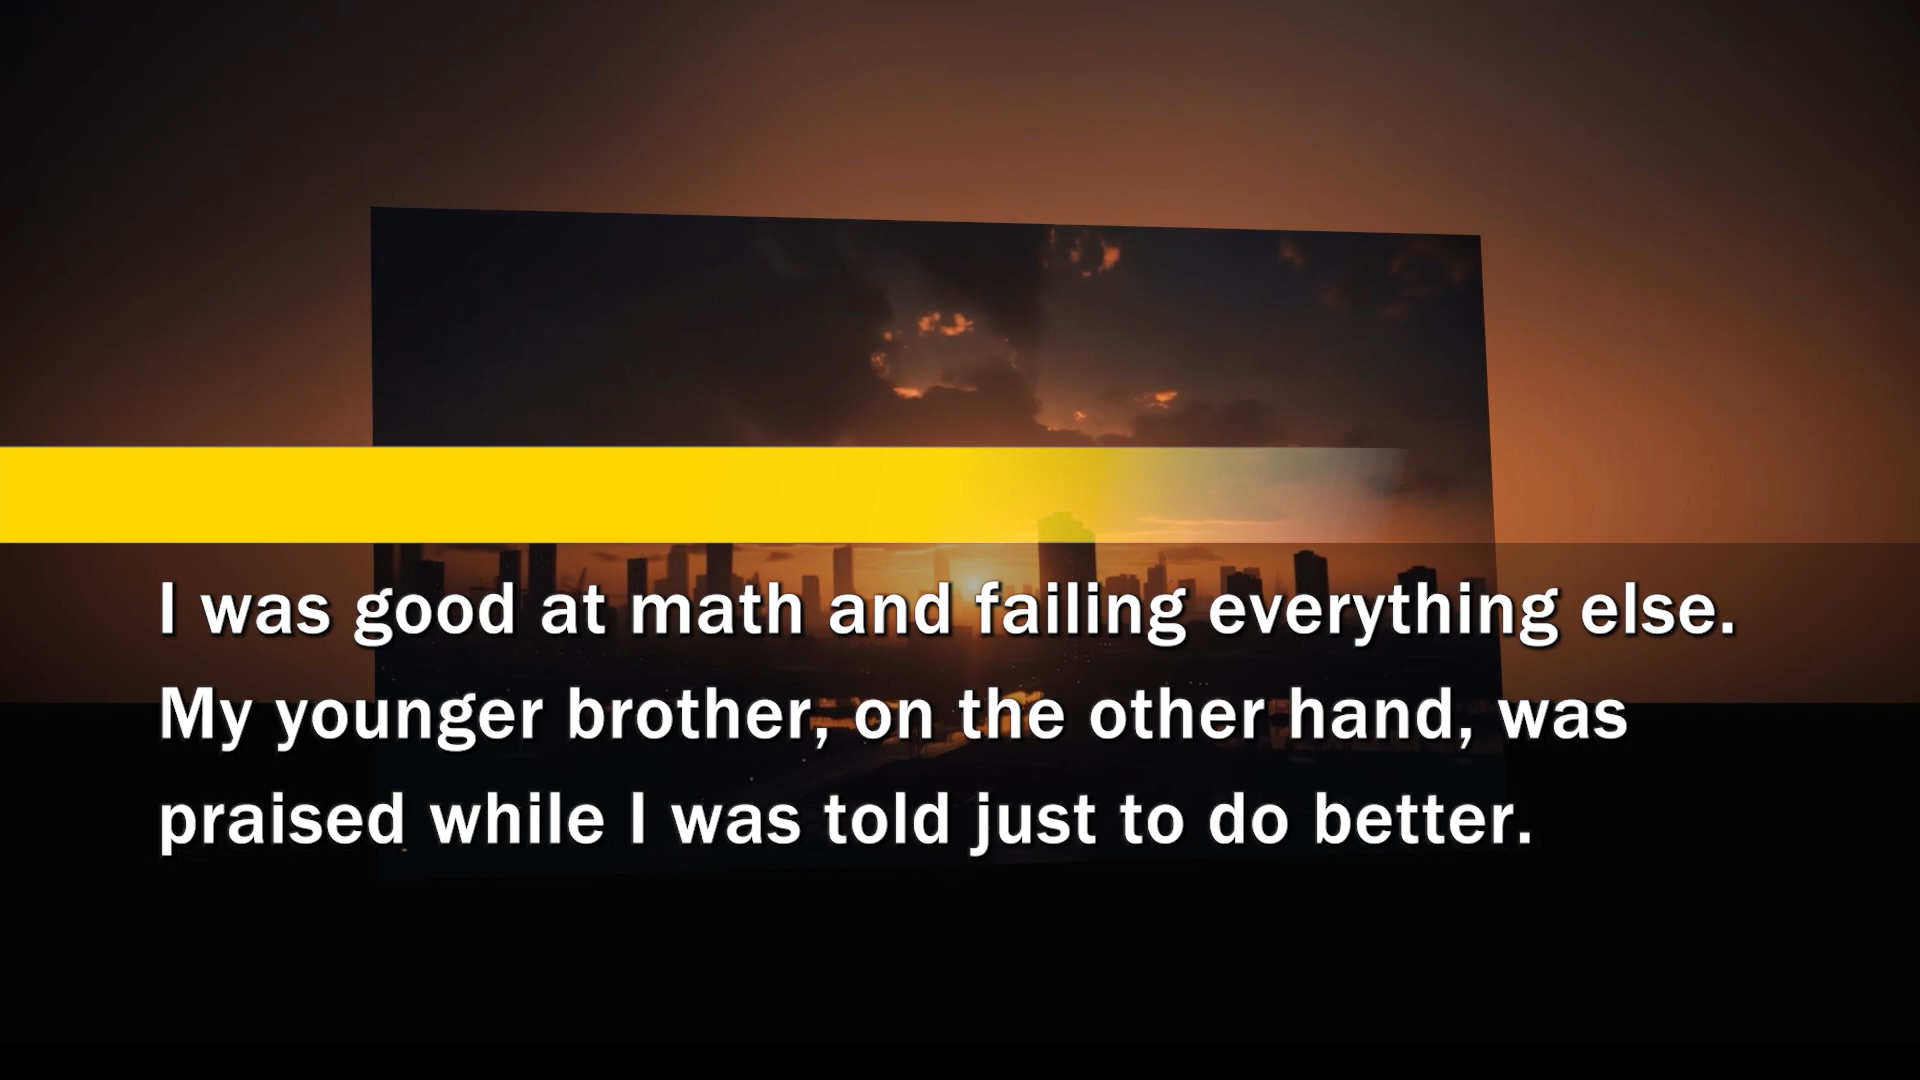 I was good at math and failing everything else.
My younger brother, on the other hand, was
praised while I was told just to do better.